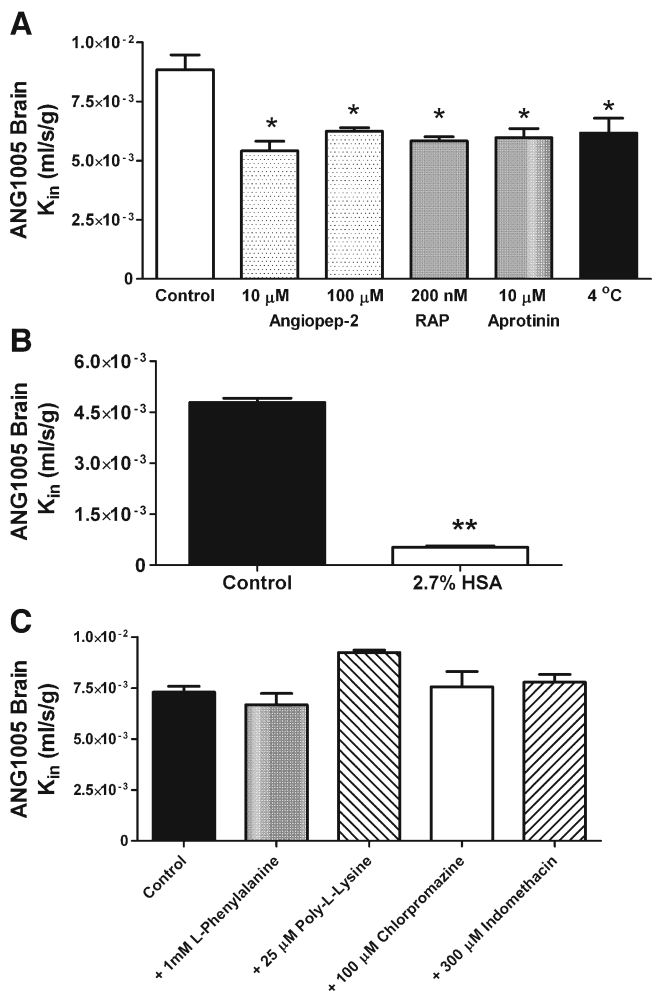 A
ANG1005 Brain
K_in (ml/s/g)
1.0×10⁻²
7.5×10⁻³
5.0×10⁻³
2.5×10⁻³
0
* * * * *
Control 10 µM 100 µM 200 nM 10 µM 4 °C
Angiopep-2 RAP Aprotinin
B
ANG1005 Brain
K_in (ml/s/g)
6.0×10⁻³
4.5×10⁻³
3.0×10⁻³
1.5×10⁻³
0
**
Control 2.7% HSA
C
ANG1005 Brain
K_in (ml/s/g)
1.0×10⁻²
7.5×10⁻³
5.0×10⁻³
2.5×10⁻³
0
Control
+ 1mM L-Phenylalanine
+ 25 µM Poly-L-Lysine
+ 100 µM Chlorpromazine
+ 300 µM Indomethacin